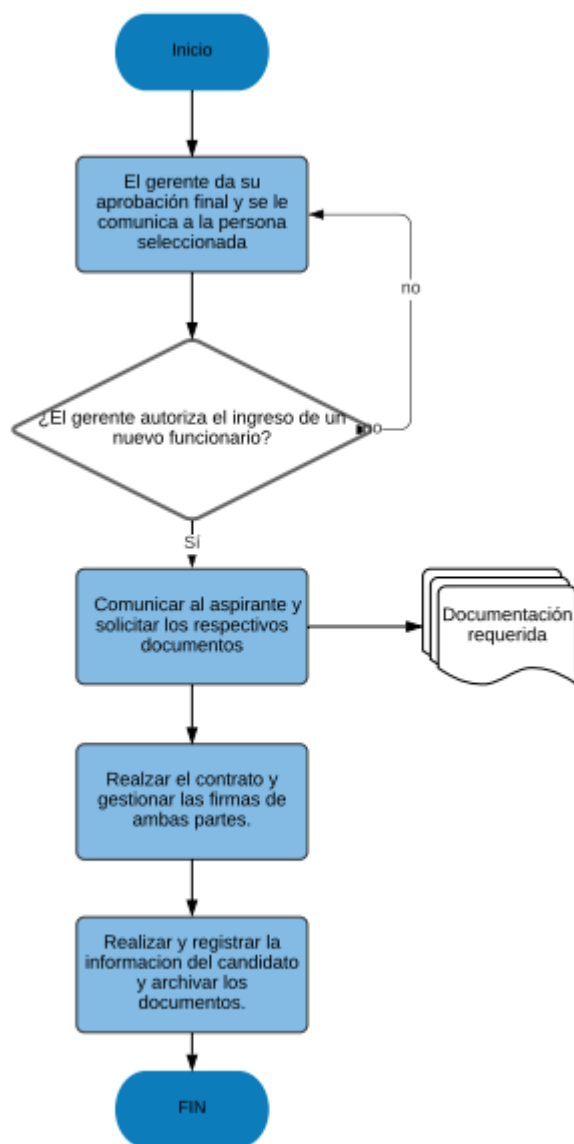 Inicio
El gerente da su
aprobación final y se le
comunica a la persona
seleccionada
no
¿El gerente autoriza el ingreso de un
nuevo funcionario?
no
Sí
Comunicar al aspirante y
solicitar los respectivos
documentos
Documentación
requerida
Realzar el contrato y
gestionar las firmas de
ambas partes.
Realizar y registrar la
informacion del candidato
y archivar los
documentos.
FIN